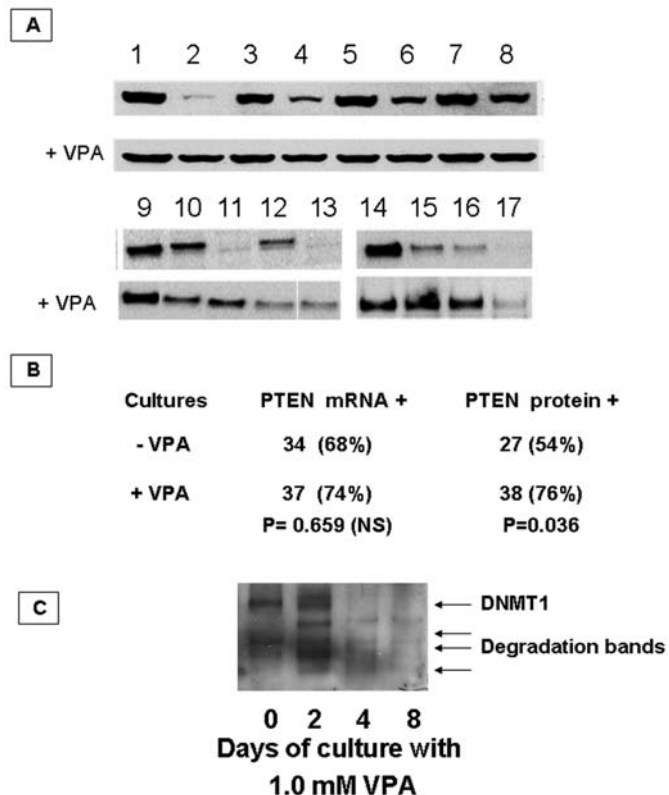 A
1 2 3 4 5 6 7 8
+ VPA
9 10 11 12 13 14 15 16 17
+ VPA
B
Cultures PTEN mRNA + PTEN protein +
- VPA 34 (68%) 27 (54%)
+ VPA 37 (74%) 38 (76%)
P= 0.659 (NS) P=0.036
C
DNMT1
Degradation bands
0 2 4 8
Days of culture with
1.0 mM VPA